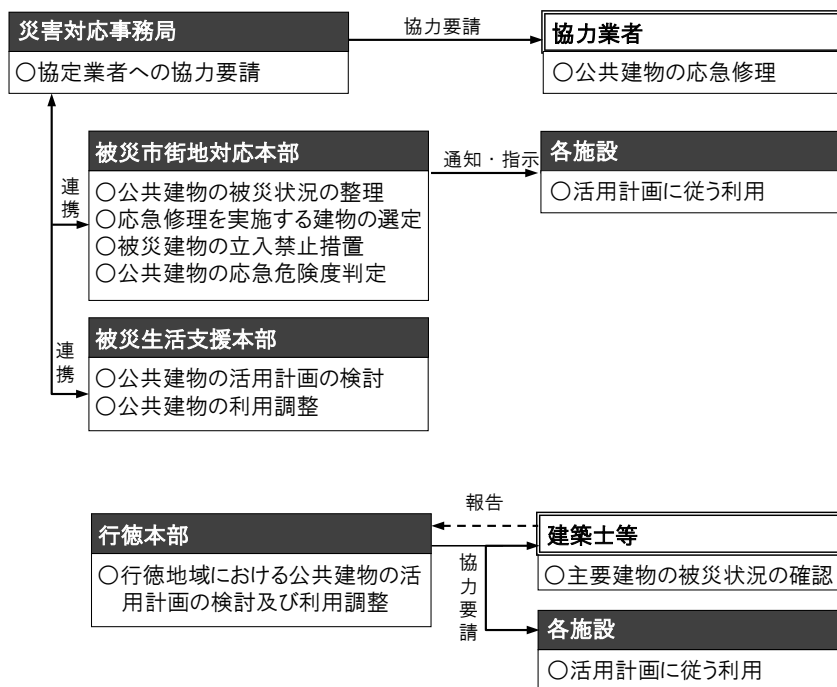 災害対応事務局
○協定業者への協力要請
協力要請
協力業者
○公共建物の応急修理
連携
被災市街地対応本部
○公共建物の被災状況の整理
○応急修理を実施する建物の選定
○被災建物の立入禁止措置
○公共建物の応急危険度判定
通知・指示
各施設
○活用計画に従う利用
連携
被災生活支援本部
○公共建物の活用計画の検討
○公共建物の利用調整
行徳本部
○行徳地域における公共建物の活
用計画の検討及び利用調整
報告
協力要請
建築士等
○主要建物の被災状況の確認
各施設
○活用計画に従う利用